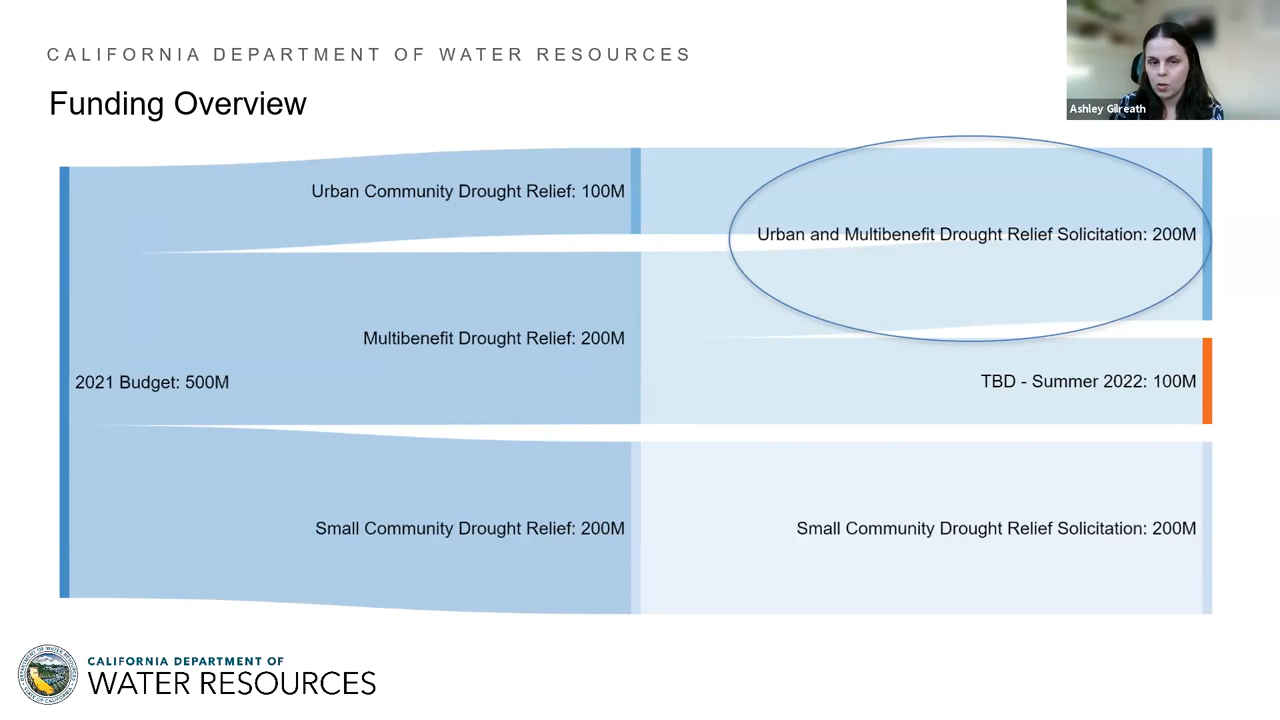 CALIFORNIA DEPARTMENT OF WATER RESOURCES
Funding Overview
Ashley Gilreath
Urban Community Drought Relief: 100M
Urban and Multibenefit Drought Relief Solicitation: 200M
Multibenefit Drought Relief: 200M
2021 Budget: 500M
TBD - Summer 2022: 100M
Small Community Drought Relief: 200M
Small Community Drought Relief Solicitation: 200M
CALIFORNIA DEPARTMENT OF
WATER RESOURCES